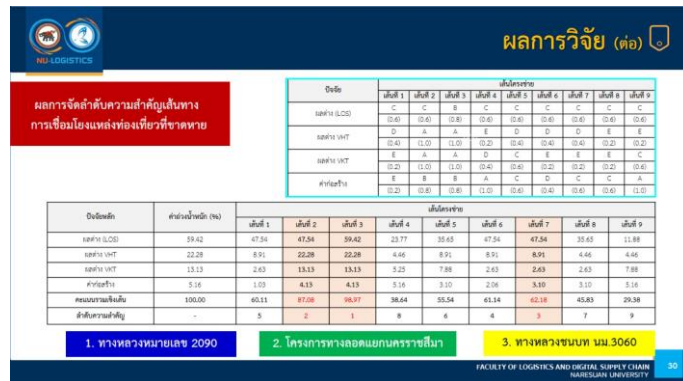 ผลการวิจัย (ต่อ)
NU-LOGISTICS
ผลการจัดลำดับความสำคัญเส้นทาง
การเชื่อมโยงแหล่งท่องเที่ยวที่ขาดหาย
ปัจจัย เส้นโครงข่าย
เส้นที่ 1 เส้นที่ 2 เส้นที่ 3 เส้นที่ 4 เส้นที่ 5 เส้นที่ 6 เส้นที่ 7 เส้นที่ 8 เส้นที่ 9
ผลต่าง (LOS) C C B C C C C C C
(0.6) (0.6) (0.8) (0.6) (0.6) (0.6) (0.6) (0.6) (0.6)
ผลต่าง VHT D A A E D D D E E
(0.4) (1.0) (1.0) (0.2) (0.4) (0.4) (0.4) (0.2) (0.2)
ผลต่าง VKT E A A D C E E E C
(0.2) (1.0) (1.0) (0.4) (0.6) (0.2) (0.2) (0.2) (0.6)
ค่าก่อสร้าง E B B A C D C C A
(0.2) (0.8) (0.8) (1.0) (0.6) (0.4) (0.6) (0.6) (1.0)
ปัจจัยหลัก ค่าถ่วงน้ำหนัก (%) เส้นโครงข่าย
เส้นที่ 1 เส้นที่ 2 เส้นที่ 3 เส้นที่ 4 เส้นที่ 5 เส้นที่ 6 เส้นที่ 7 เส้นที่ 8 เส้นที่ 9
ผลต่าง (LOS) 59.42 47.54 47.54 59.42 23.77 35.65 47.54 47.54 35.65 11.88
ผลต่าง VHT 22.28 8.91 22.28 22.28 4.46 8.91 8.91 8.91 4.46 4.46
ผลต่าง VKT 13.13 2.63 13.13 13.13 5.25 7.88 2.63 2.63 2.63 7.88
ค่าก่อสร้าง 5.16 1.03 4.13 4.13 5.16 3.10 2.06 3.10 3.10 5.16
คะแนนรวมเชิงเส้น 100.00 60.11 87.08 98.97 38.64 55.54 61.14 62.18 45.83 29.38
ลำดับความสำคัญ - 5 2 1 8 6 4 3 7 9
1. ทางหลวงหมายเลข 2090 2. โครงการทางลอดแยกนครราชสีมา 3. ทางหลวงชนบท นม.3060
FACULTY OF LOGISTICS AND DIGITAL SUPPLY CHAIN 30
NARESUAN UNIVERSITY